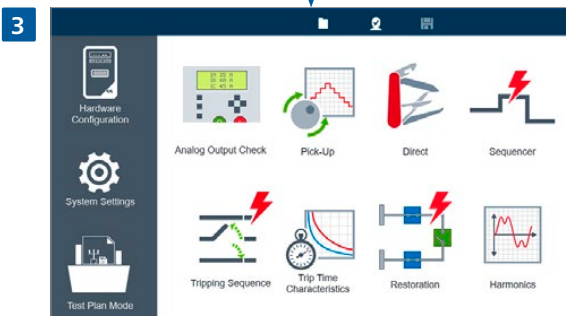 3
Hardware
Configuration
System Settings
Test Plan Mode
Analog Output Check
Pick-Up
Direct
Sequencer
Tripping Sequence
Trip Time
Characteristics
Restoration
Harmonics